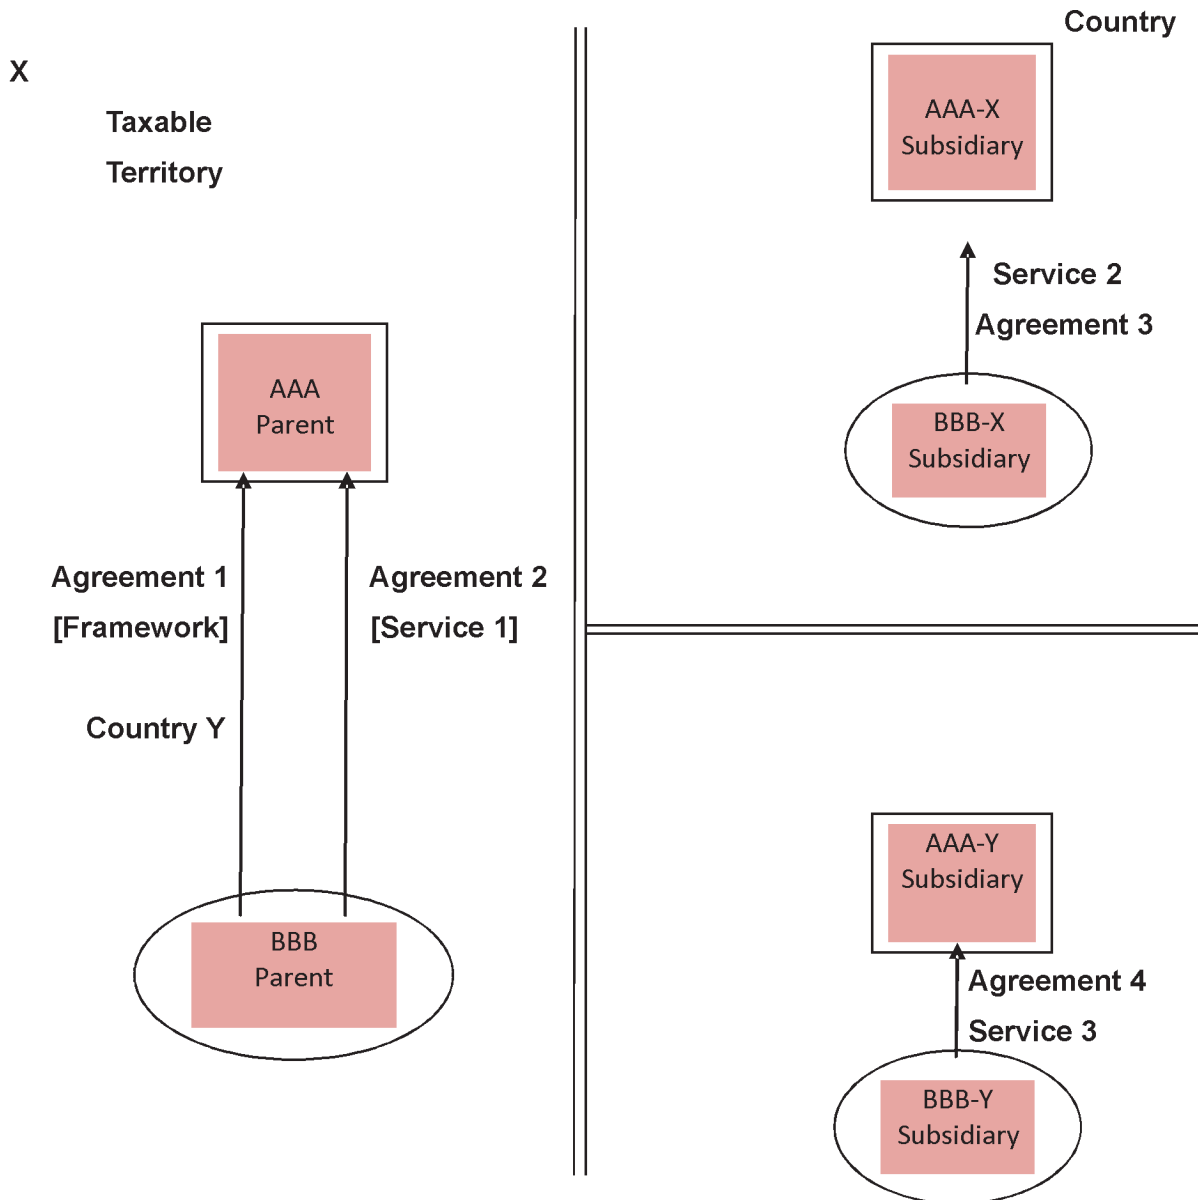 Country
X
Taxable
Territory
AAA-X
Subsidiary
Service 2
Agreement 3
BBB-X
Subsidiary
AAA
Parent
Agreement 1
[Framework]
Agreement 2
[Service 1]
Country Y
BBB
Parent
AAA-Y
Subsidiary
Agreement 4
Service 3
BBB-Y
Subsidiary